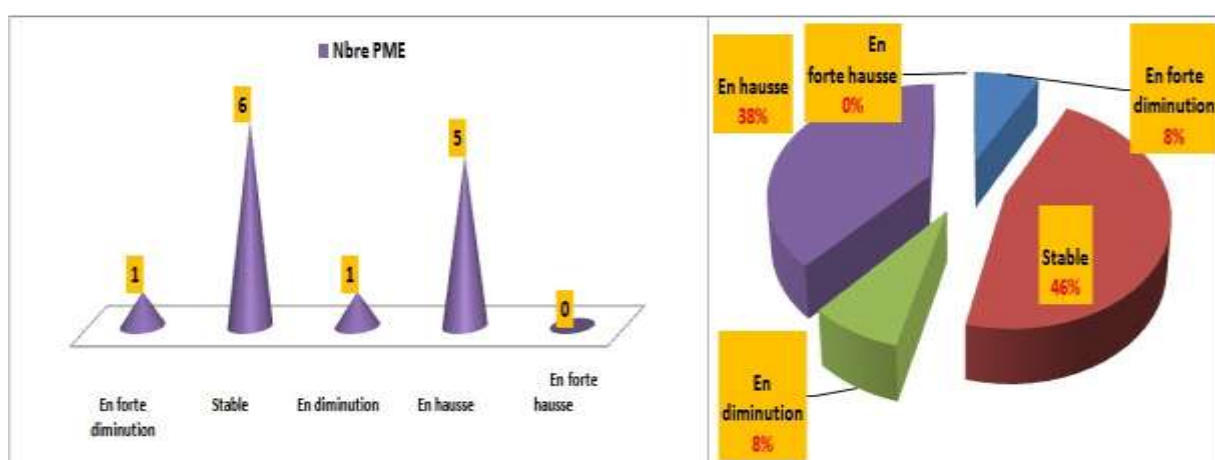 Nbre PME
1
6
1
5
0
En forte
diminution
Stable
En diminution
En hausse
En forte
hausse
En hausse
38%
En
forte hausse
0%
En forte
diminution
8%
Stable
46%
En
diminution
8%